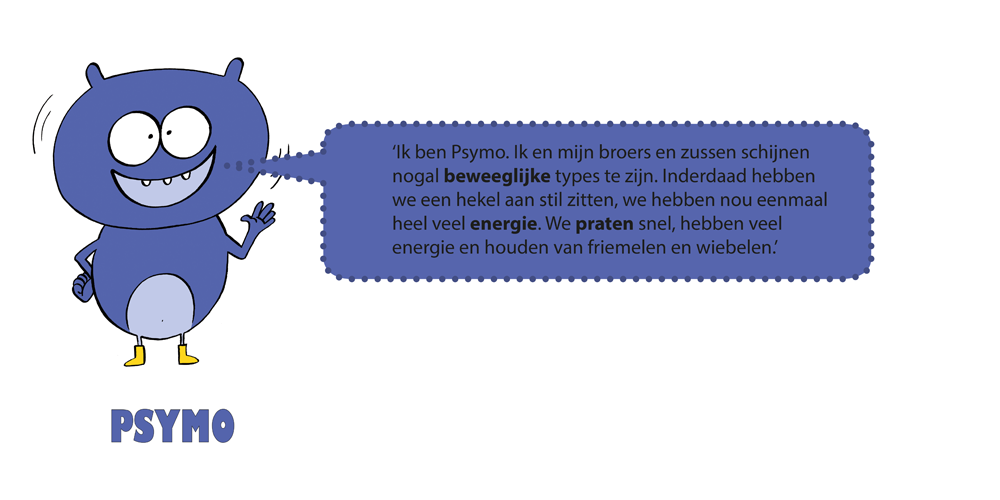 ‘Ik ben Psymo. Ik en mijn broers en zussen schijnen
nogal beweeglijke types te zijn. Inderdaad hebben
we een hekel aan stil zitten, we hebben nou eenmaal
heel veel energie. We praten snel, hebben veel
energie en houden van friemelen en wiebelen.’
PSYMO